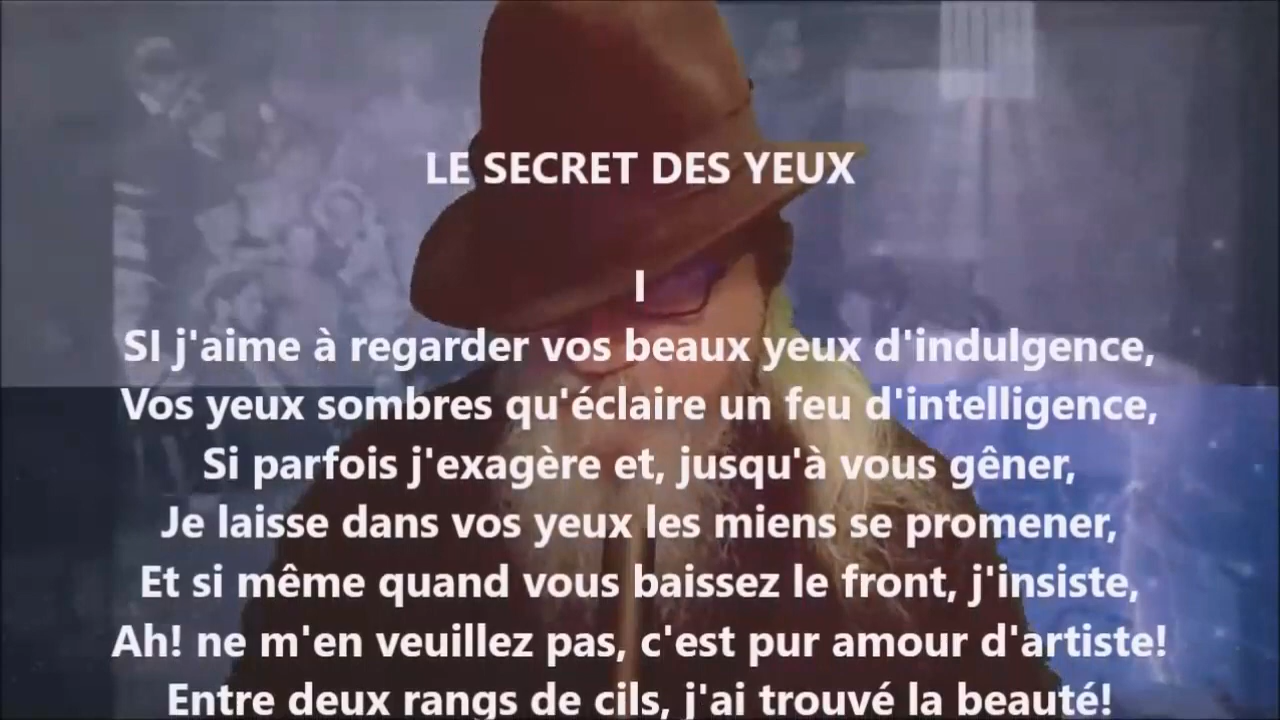 LE SECRET DES YEUX
I
SI j'aime à regarder vos beaux yeux d'indulgence,
Vos yeux sombres qu'éclaire un feu d'intelligence,
Si parfois j'exagère et, jusqu'à vous gêner,
Je laisse dans vos yeux les miens se promener,
Et si même quand vous baissez le front, j'insiste,
Ah! ne m'en veuillez pas, c'est pur amour d'artiste!
Entre deux rangs de cils, j'ai trouvé la beauté!